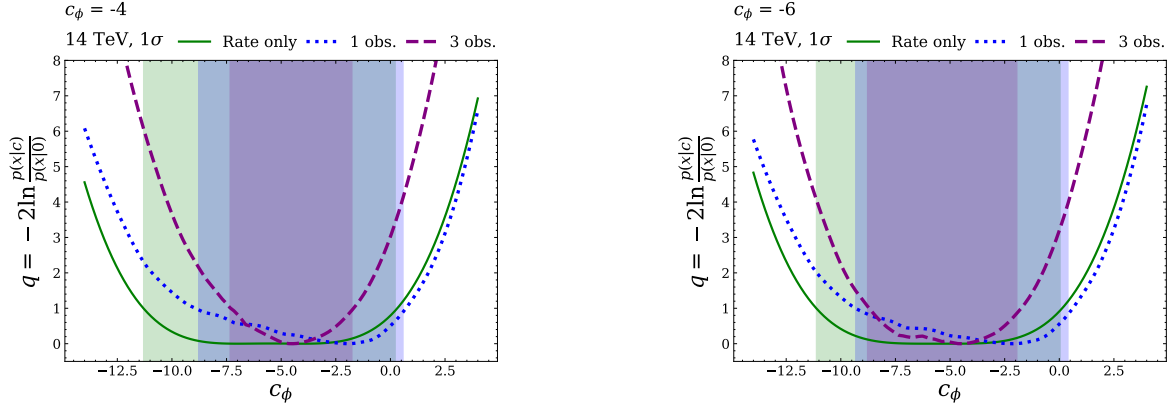 c_ϕ = -4
14 TeV, 1σ Rate only 1 obs. 3 obs.
8
7
6
5
4
3
2
1
0
q = − 2ln p(x|c)/p(x|0)
−12.5 −10.0 −7.5 −5.0 −2.5 0.0 2.5
c_ϕ
c_ϕ = -6
14 TeV, 1σ Rate only 1 obs. 3 obs.
8
7
6
5
4
3
2
1
0
q = − 2ln p(x|c)/p(x|0)
−12.5 −10.0 −7.5 −5.0 −2.5 0.0 2.5
c_ϕ